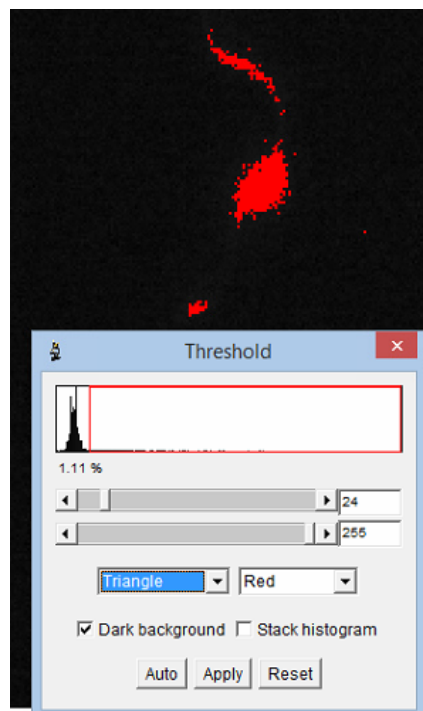 Threshold
1.11 %
24
255
Triangle Red
Dark background Stack histogram
Auto Apply Reset